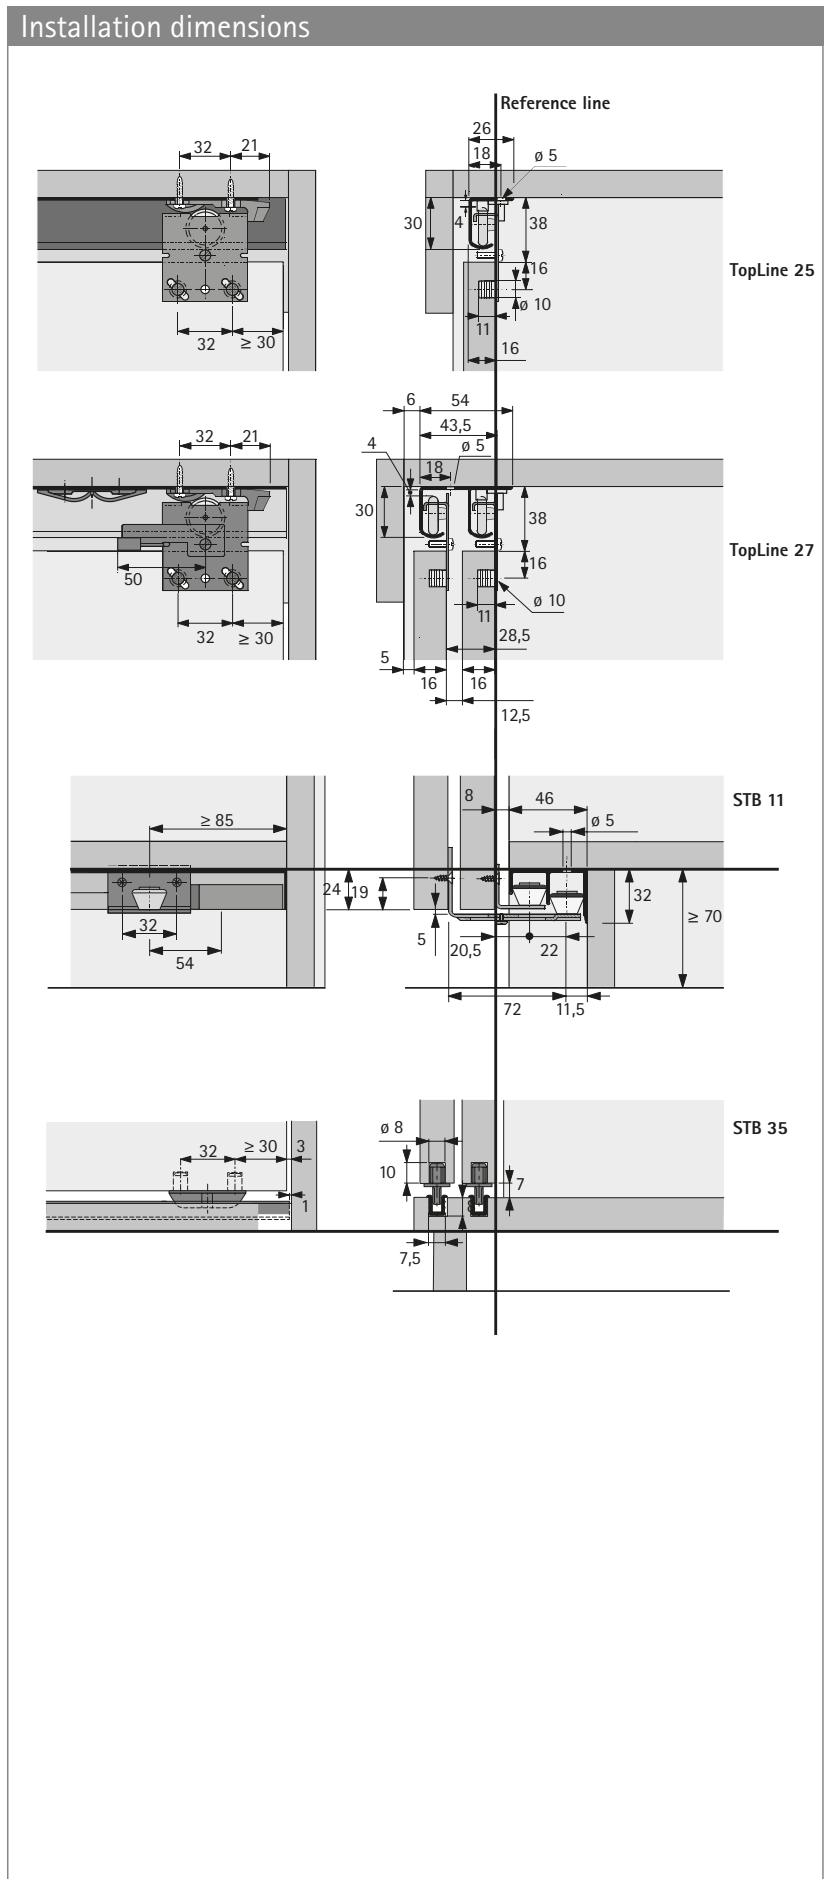 Installation dimensions
Reference line
26
32 21 18 ø 5
30 4 38
16
TopLine 25
ø 10
11
32 ≥ 30 16
6 54
43,5
32 21 4 ø 5
18
30 38
TopLine 27
16
50
ø 10
11
32 ≥ 30 28,5
5
16 16
12,5
8 46 STB 11
≥ 85 ø 5
24 19 32
≥ 70
32 5
54 20,5 22
72 11,5
ø 8 STB 35
32 ≥ 30 3
10 7
1
8
7,5